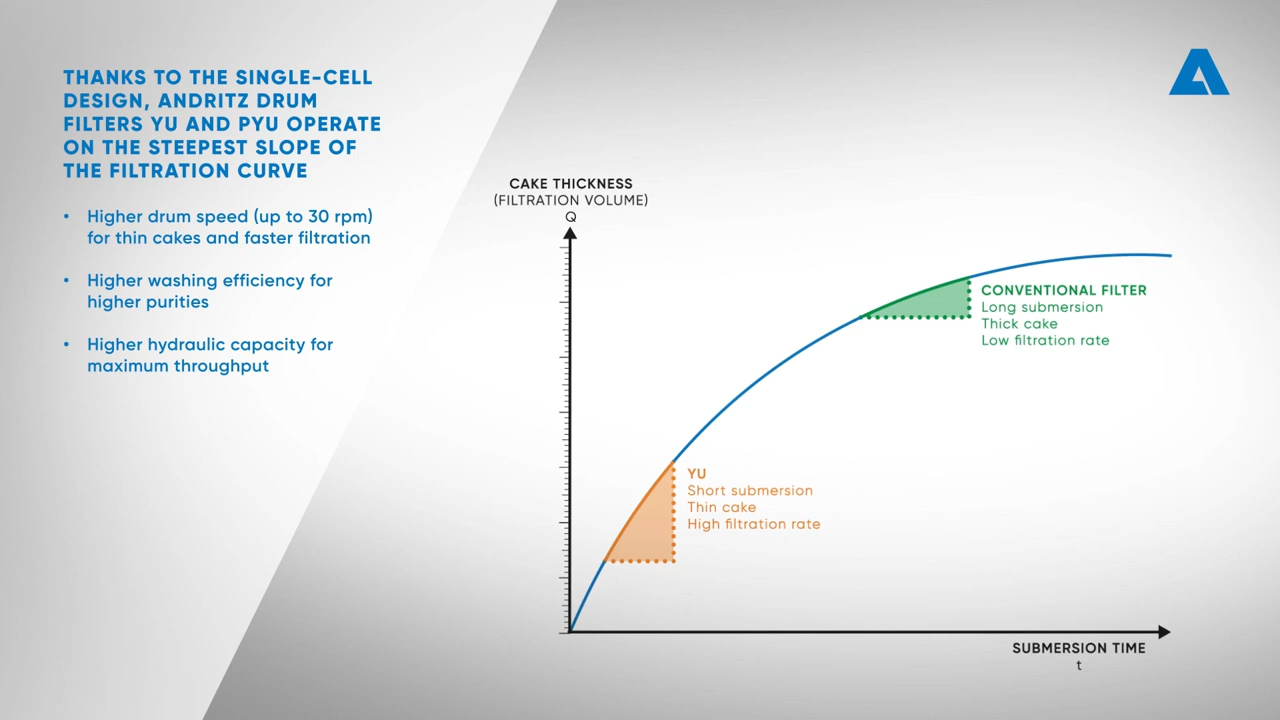 THANKS TO THE SINGLE-CELL
DESIGN, ANDRITZ DRUM
FILTERS YU AND PYU OPERATE
ON THE STEEPEST SLOPE OF
THE FILTRATION CURVE
• Higher drum speed (up to 30 rpm)
for thin cakes and faster filtration
• Higher washing efficiency for
higher purities
• Higher hydraulic capacity for
maximum throughput
CAKE THICKNESS
(FILTRATION VOLUME)
Q
CONVENTIONAL FILTER
Long submersion
Thick cake
Low filtration rate
YU
Short submersion
Thin cake
High filtration rate
SUBMERSION TIME
t